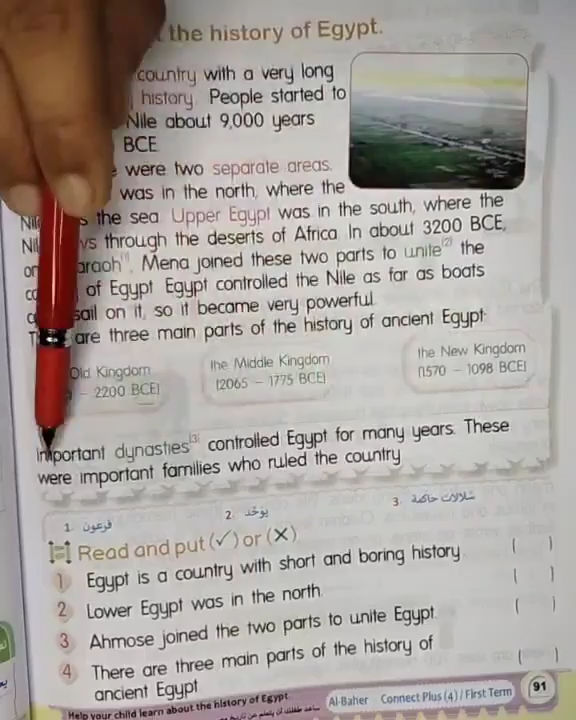 the history of Egypt.
country with a very long
history. People started to
Nile about 9,000 years
BCE
were two separate areas.
was in the north, where the
the sea. Upper Egypt was in the south, where the
through the deserts of Africa. In about 3200 BCE,
Mena joined these two parts to unite(2) the
of Egypt. Egypt controlled the Nile as far as boats
sail on it, so it became very powerful.
are three main parts of the history of ancient Egypt:
Old Kingdom
– 2200 BCE)
the Middle Kingdom
(2065 – 1775 BCE)
the New Kingdom
(1570 – 1098 BCE)
Important dynasties(3) controlled Egypt for many years. These
were important families who ruled the country.
1. فرعون
2. يوحّد
3. سُلالات حاكمة
Read and put (✓) or (X)
1 Egypt is a country with short and boring history. ( )
2 Lower Egypt was in the north. ( )
3 Ahmose joined the two parts to unite Egypt. ( )
4 There are three main parts of the history of
ancient Egypt. ( )
Help your child learn about the history of Egypt.
Al-Baher Connect Plus (4) / First Term
91